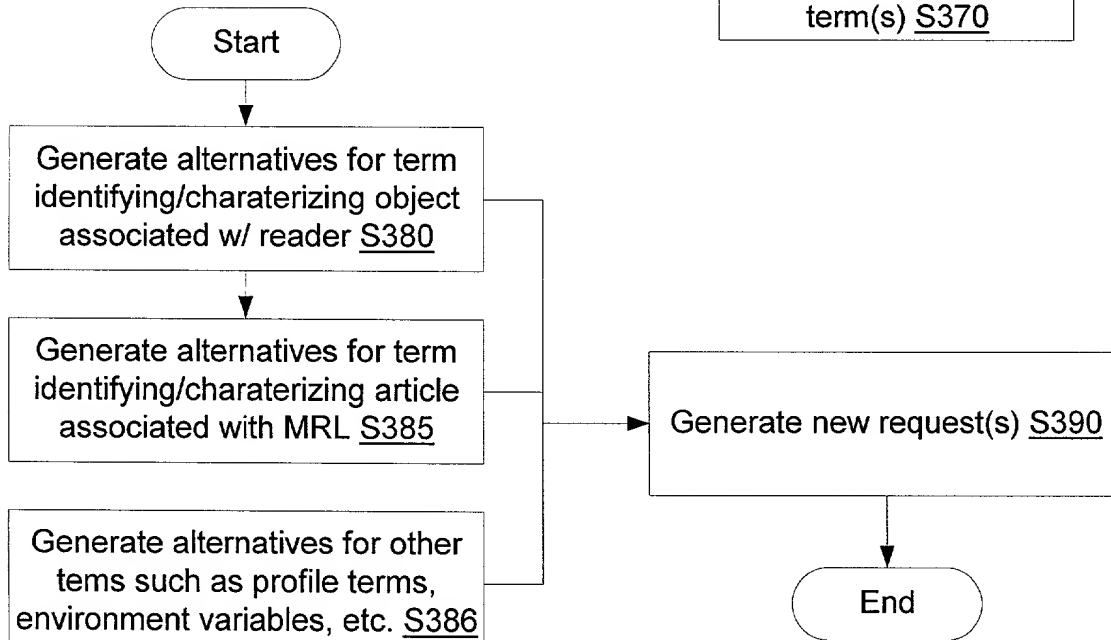 term(s) S370
Start
Generate alternatives for term
identifying/charaterizing object
associated w/ reader S380
Generate alternatives for term
identifying/charaterizing article
associated with MRL S385
Generate new request(s) S390
Generate alternatives for other
tems such as profile terms,
environment variables, etc. S386
End